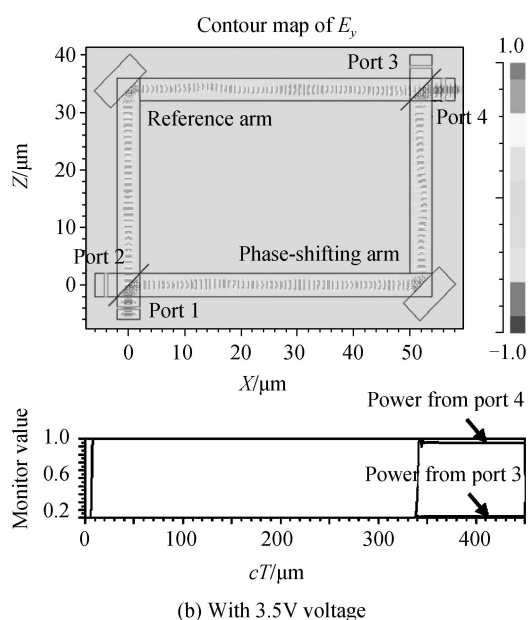 Contour map of Ey
1.0
40
Port 3
30
Reference arm
Port 4
Z/μm
20
10
Phase-shifting arm
Port 2
0
Port 1
−1.0
0 10 20 30 40 50
X/μm
Power from port 4
1.0
Monitor value
0.6
Power from port 3
0.2
0 100 200 300 400
cT/μm
(b) With 3.5V voltage